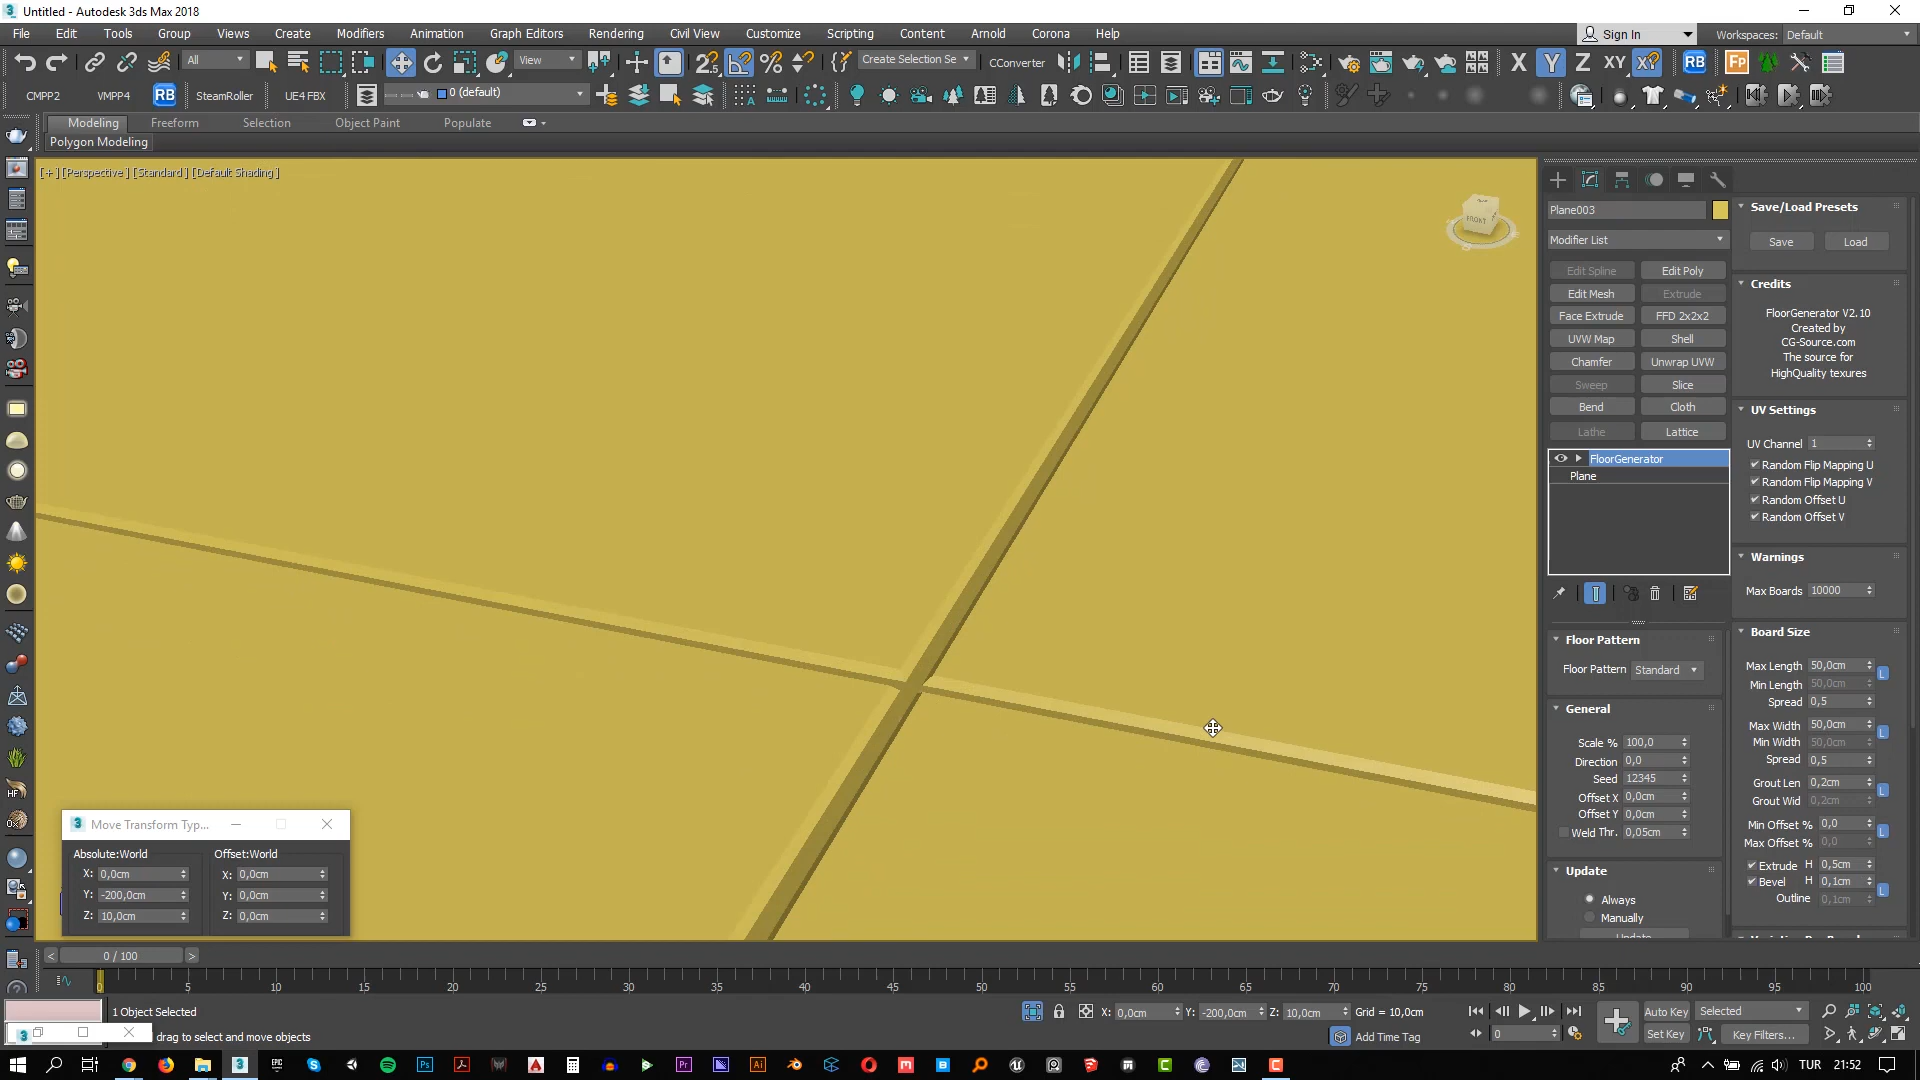 Untitled - Autodesk 3ds Max 2018
File Edit Tools Group Views Create Modifiers Animation Graph Editors Rendering Civil View Customize Scripting Content Arnold Corona Help
Sign In Workspaces: Default
All View Create Selection Se CConverter X Y Z XY RB Fp
CMPP2 VMPP4 RB SteamRoller UE4 FBX 0 (default)
Modeling Freeform Selection Object Paint Populate
Polygon Modeling
[+] [Perspective] [Standard] [Default Shading]
FRONT
Plane003
Modifier List
Edit Spline Edit Poly
Edit Mesh Extrude
Face Extrude FFD 2x2x2
UVW Map Shell
Chamfer Unwrap UVW
Sweep Slice
Bend Cloth
Lathe Lattice
FloorGenerator
Plane
Floor Pattern
Floor Pattern Standard
General
Scale % 100,0
Direction 0,0
Seed 12345
Offset X 0,0cm
Offset Y 0,0cm
Weld Thr. 0,05cm
Update
Always
Manually
Update
Save/Load Presets
Save Load
Credits
FloorGenerator V2.10
Created by
CG-Source.com
The source for
HighQuality texures
UV Settings
UV Channel 1
Random Flip Mapping U
Random Flip Mapping V
Random Offset U
Random Offset V
Warnings
Max Boards 10000
Board Size
Max Length 50,0cm L
Min Length 50,0cm
Spread 0,5
Max Width 50,0cm L
Min Width 50,0cm
Spread 0,5
Grout Len 0,2cm L
Grout Wid 0,2cm
Min Offset % 0,0 L
Max Offset % 0,0
Extrude H 0,5cm
Bevel H 0,1cm L
Outline 0,1cm
Move Transform Typ...
Absolute:World Offset:World
X: 0,0cm X: 0,0cm
Y: -200,0cm Y: 0,0cm
Z: 10,0cm Z: 0,0cm
< 0 / 100 >
0 5 10 15 20 25 30 35 40 45 50 55 60 65 70 75 80 85 90 95 100
1 Object Selected X: 0,0cm Y: -200,0cm Z: 10,0cm Grid = 10,0cm Auto Key Selected
drag to select and move objects Add Time Tag 0 Set Key Key Filters...
TUR 21:52